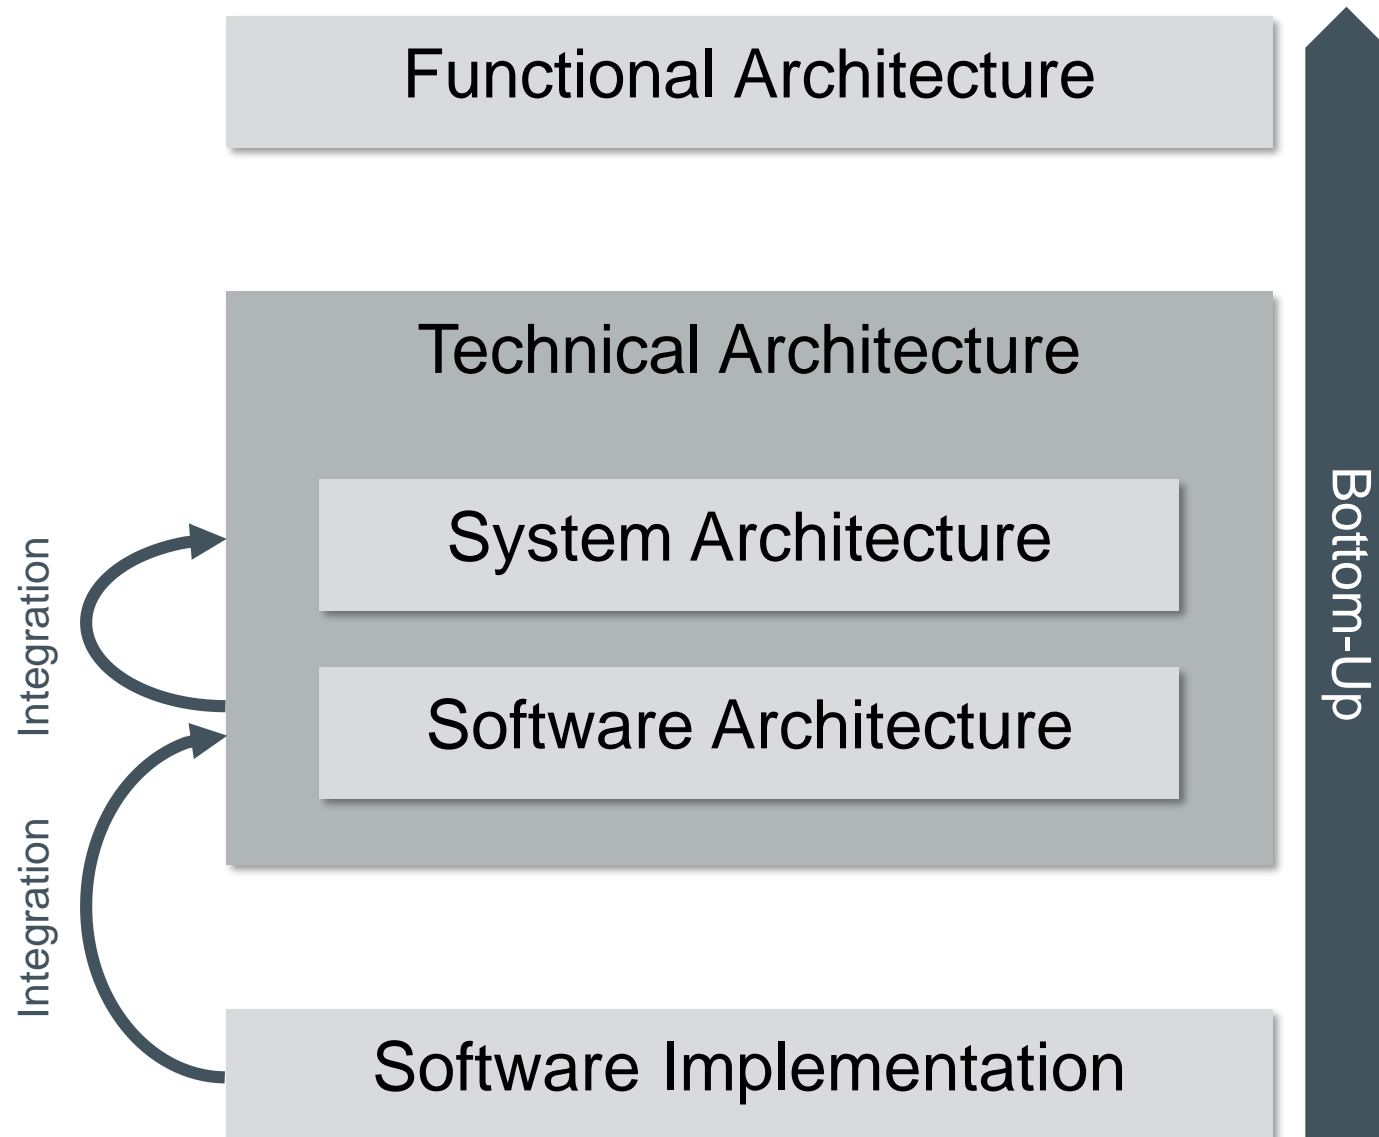 Functional Architecture
Technical Architecture
System Architecture
Software Architecture
Software Implementation
Integration
Integration
Bottom-Up